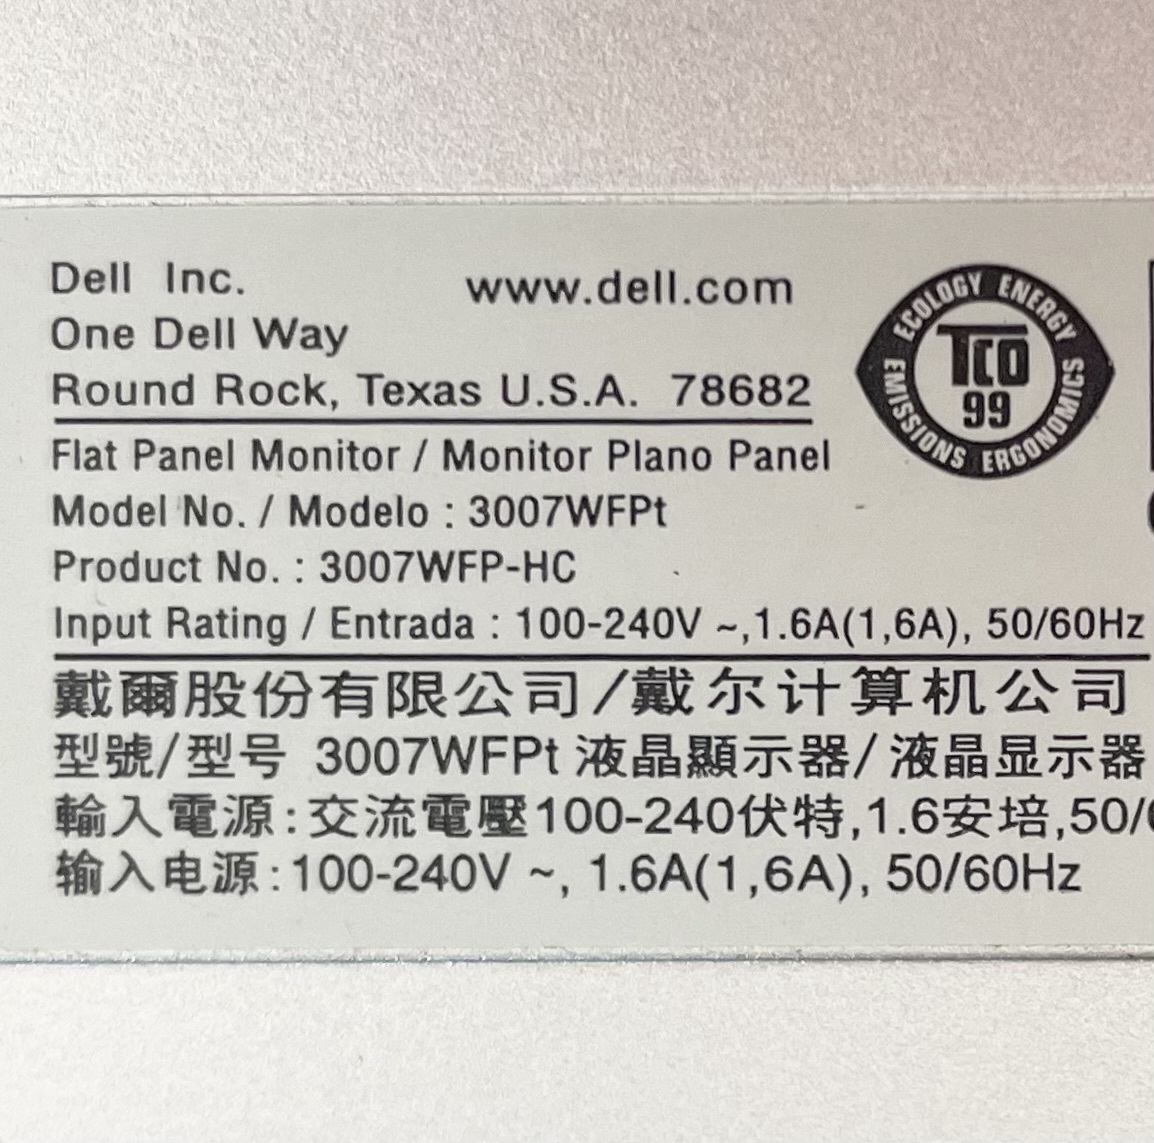 Dell Inc. www.dell.com
One Dell Way
Round Rock, Texas U.S.A. 78682
ECOLOGY ENERGY
TCO
99
EMISSIONS ERGONOMICS
Flat Panel Monitor / Monitor Plano Panel
Model No. / Modelo : 3007WFPt
Product No. : 3007WFP-HC
Input Rating / Entrada : 100-240V ~,1.6A(1,6A), 50/60Hz
戴爾股份有限公司/戴尔计算机公司
型號/型号 3007WFPt 液晶顯示器/液晶显示器
輸入電源:交流電壓100-240伏特,1.6安培,50/
输入电源:100-240V ~, 1.6A(1,6A), 50/60Hz